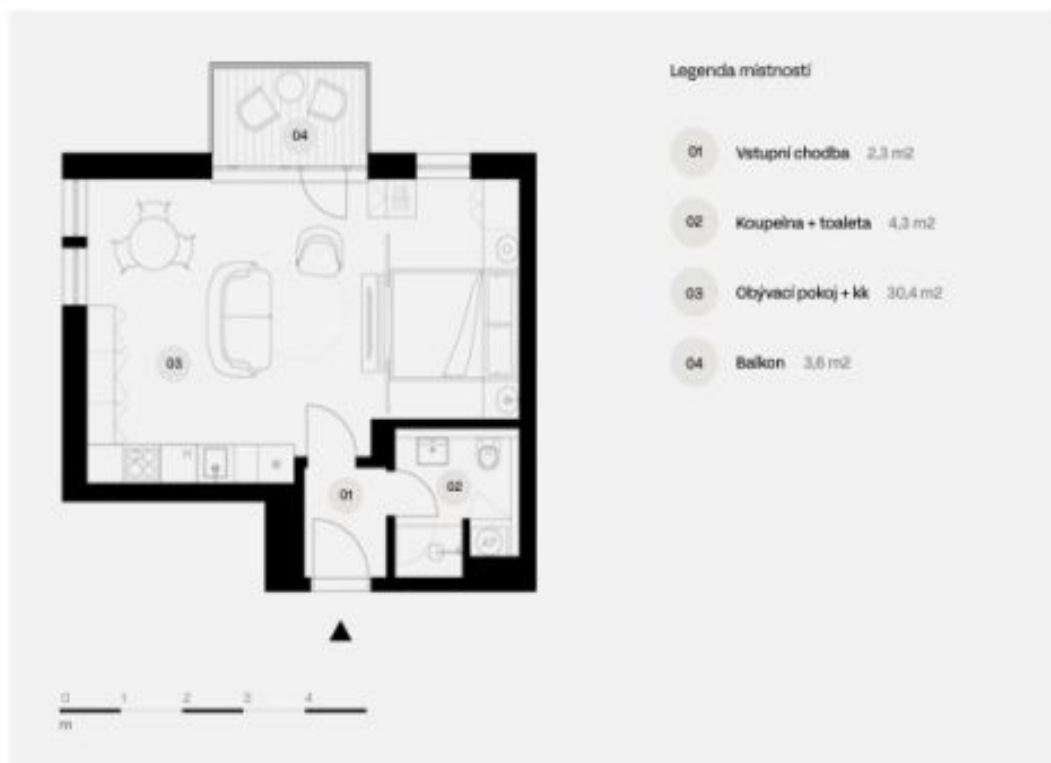 Legenda místností
01 Vstupní chodba 2,3 m2
02 Koupelna + toaleta 4,3 m2
03 Obývací pokoj + kk 30,4 m2
04 Balkon 3,6 m2
04
03
01
02
0 1 2 3 4
m